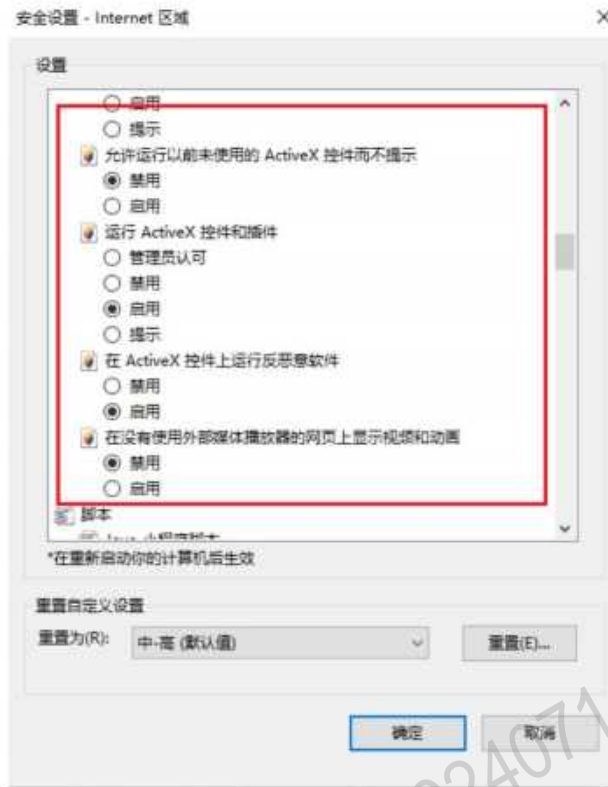 安全设置 - Internet 区域
设置
启用
提示
允许运行以前未使用的 ActiveX 控件而不提示
禁用
启用
运行 ActiveX 控件和插件
管理员认可
禁用
启用
提示
在 ActiveX 控件上运行反恶意软件
禁用
启用
在没有使用外部媒体播放器的网页上显示视频和动画
禁用
启用
脚本
Java 小程序脚本
*在重新启动你的计算机后生效
重置自定义设置
重置为(R): 中-高 (默认值) 重置(E)...
确定 取消